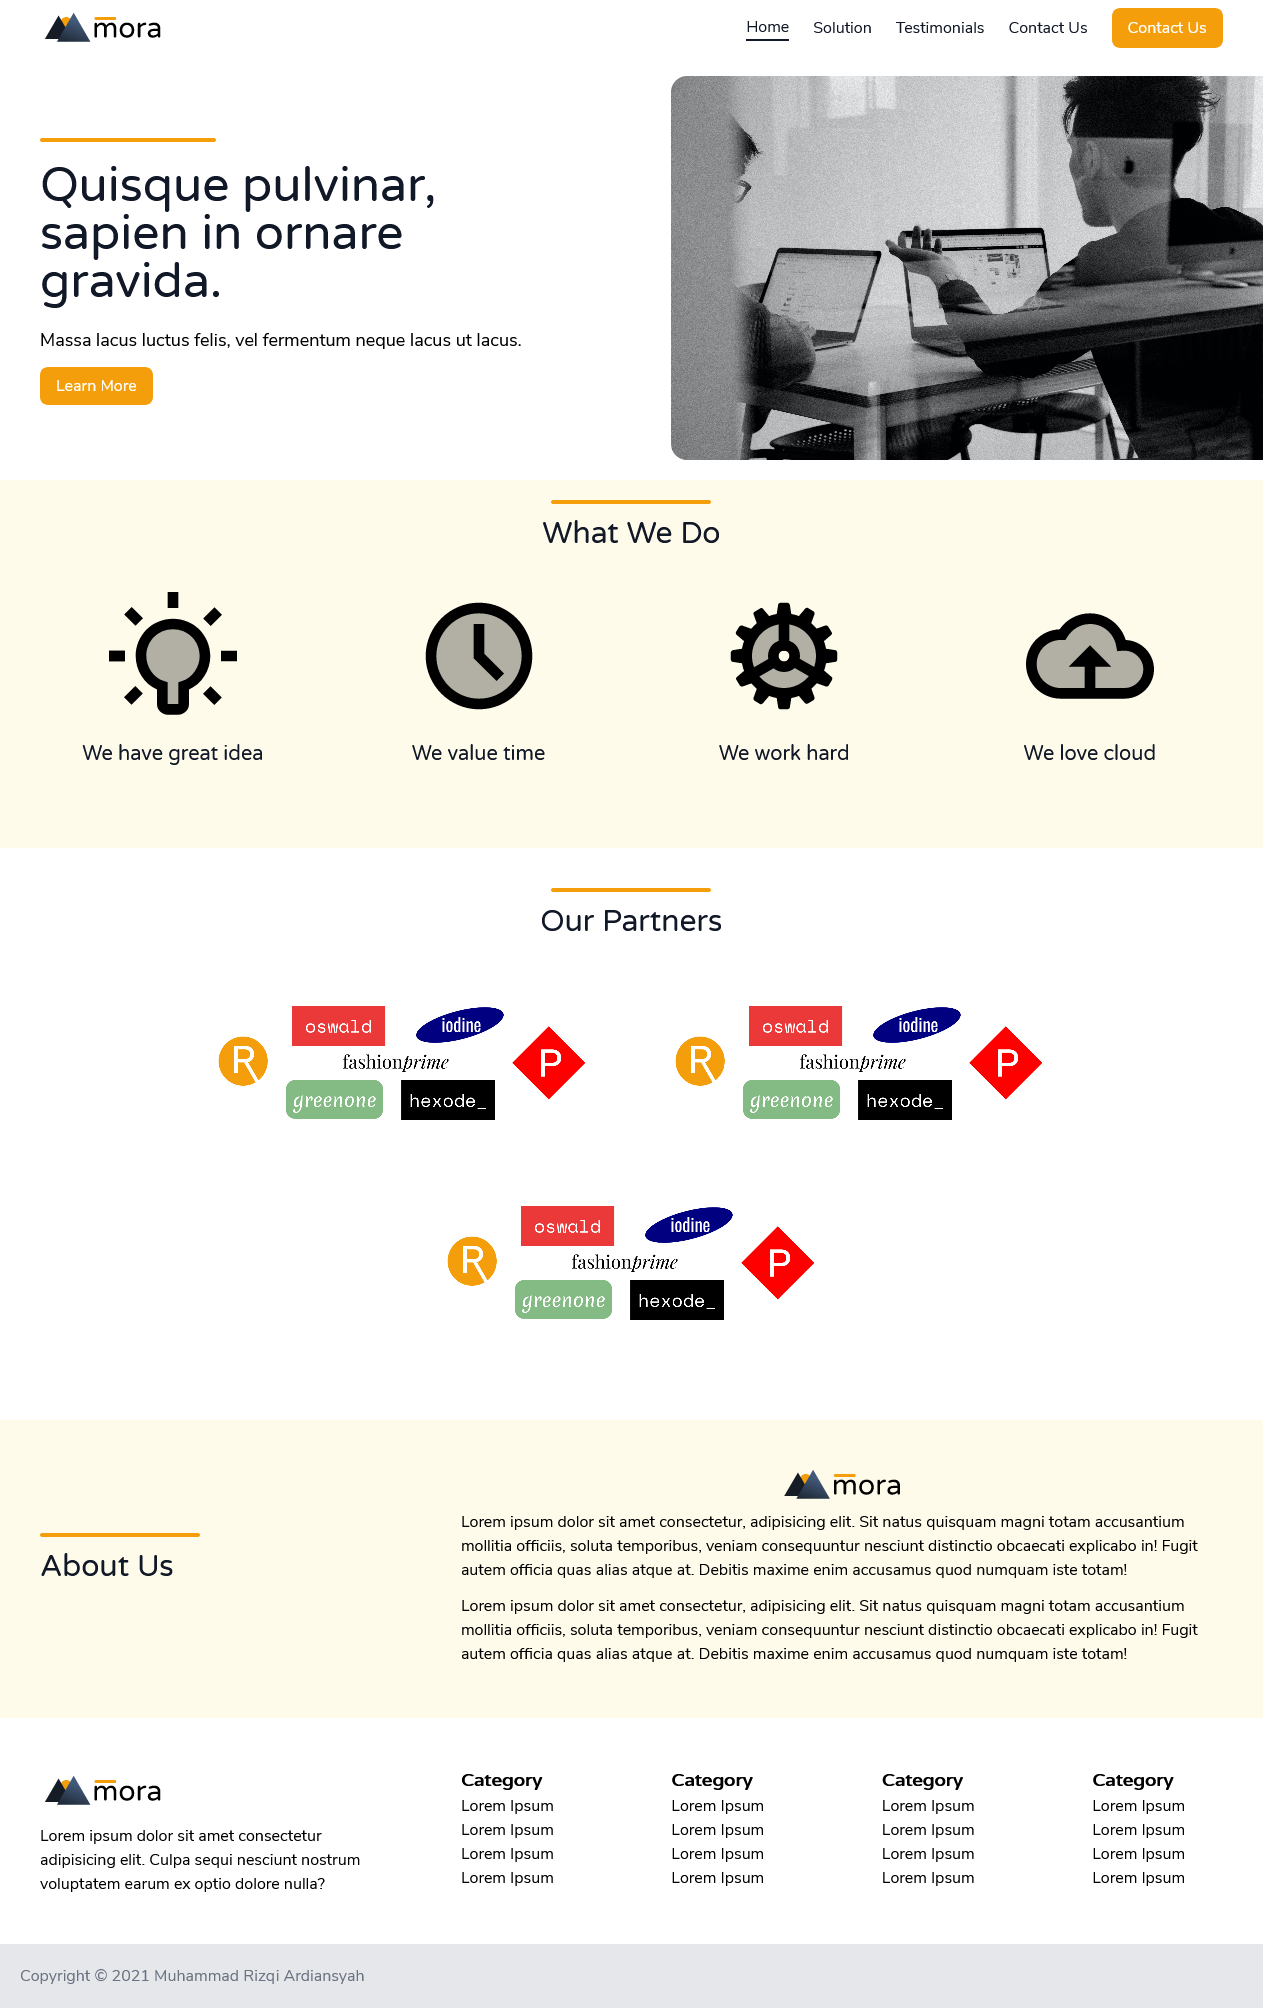 mora
Home Solution Testimonials Contact Us Contact Us
Quisque pulvinar,
sapien in ornare
gravida.
Massa lacus luctus felis, vel fermentum neque lacus ut lacus.
Learn More
What We Do
We have great idea
We value time
We work hard
We love cloud
Our Partners
R
oswald
iodine
fashionprime
greenone
hexode_
P
R
oswald
iodine
fashionprime
greenone
hexode_
P
R
oswald
iodine
fashionprime
greenone
hexode_
P
About Us
mora
Lorem ipsum dolor sit amet consectetur, adipisicing elit. Sit natus quisquam magni totam accusantium
mollitia officiis, soluta temporibus, veniam consequuntur nesciunt distinctio obcaecati explicabo in! Fugit
autem officia quas alias atque at. Debitis maxime enim accusamus quod numquam iste totam!
Lorem ipsum dolor sit amet consectetur, adipisicing elit. Sit natus quisquam magni totam accusantium
mollitia officiis, soluta temporibus, veniam consequuntur nesciunt distinctio obcaecati explicabo in! Fugit
autem officia quas alias atque at. Debitis maxime enim accusamus quod numquam iste totam!
mora
Lorem ipsum dolor sit amet consectetur
adipisicing elit. Culpa sequi nesciunt nostrum
voluptatem earum ex optio dolore nulla?
Category
Lorem Ipsum
Lorem Ipsum
Lorem Ipsum
Lorem Ipsum
Category
Lorem Ipsum
Lorem Ipsum
Lorem Ipsum
Lorem Ipsum
Category
Lorem Ipsum
Lorem Ipsum
Lorem Ipsum
Lorem Ipsum
Category
Lorem Ipsum
Lorem Ipsum
Lorem Ipsum
Lorem Ipsum
Copyright © 2021 Muhammad Rizqi Ardiansyah